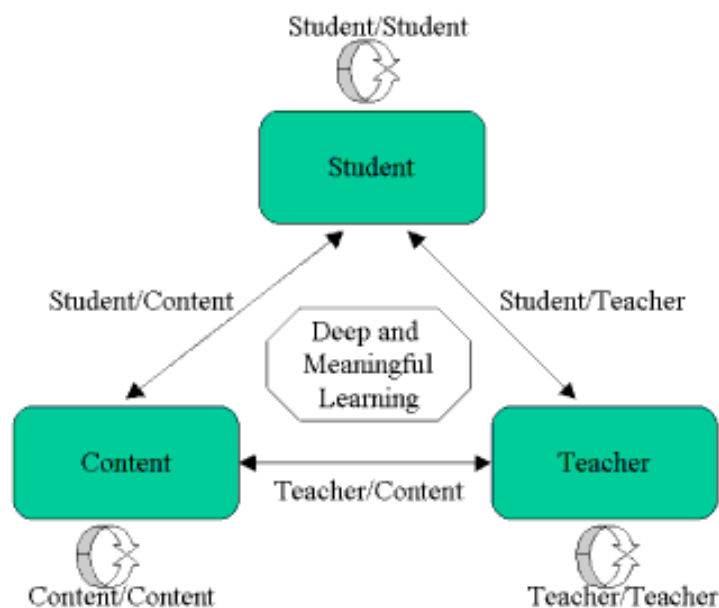 Student/Student
Student
Student/Content
Student/Teacher
Deep and
Meaningful
Learning
Content
Teacher
Teacher/Content
Content/Content
Teacher/Teacher